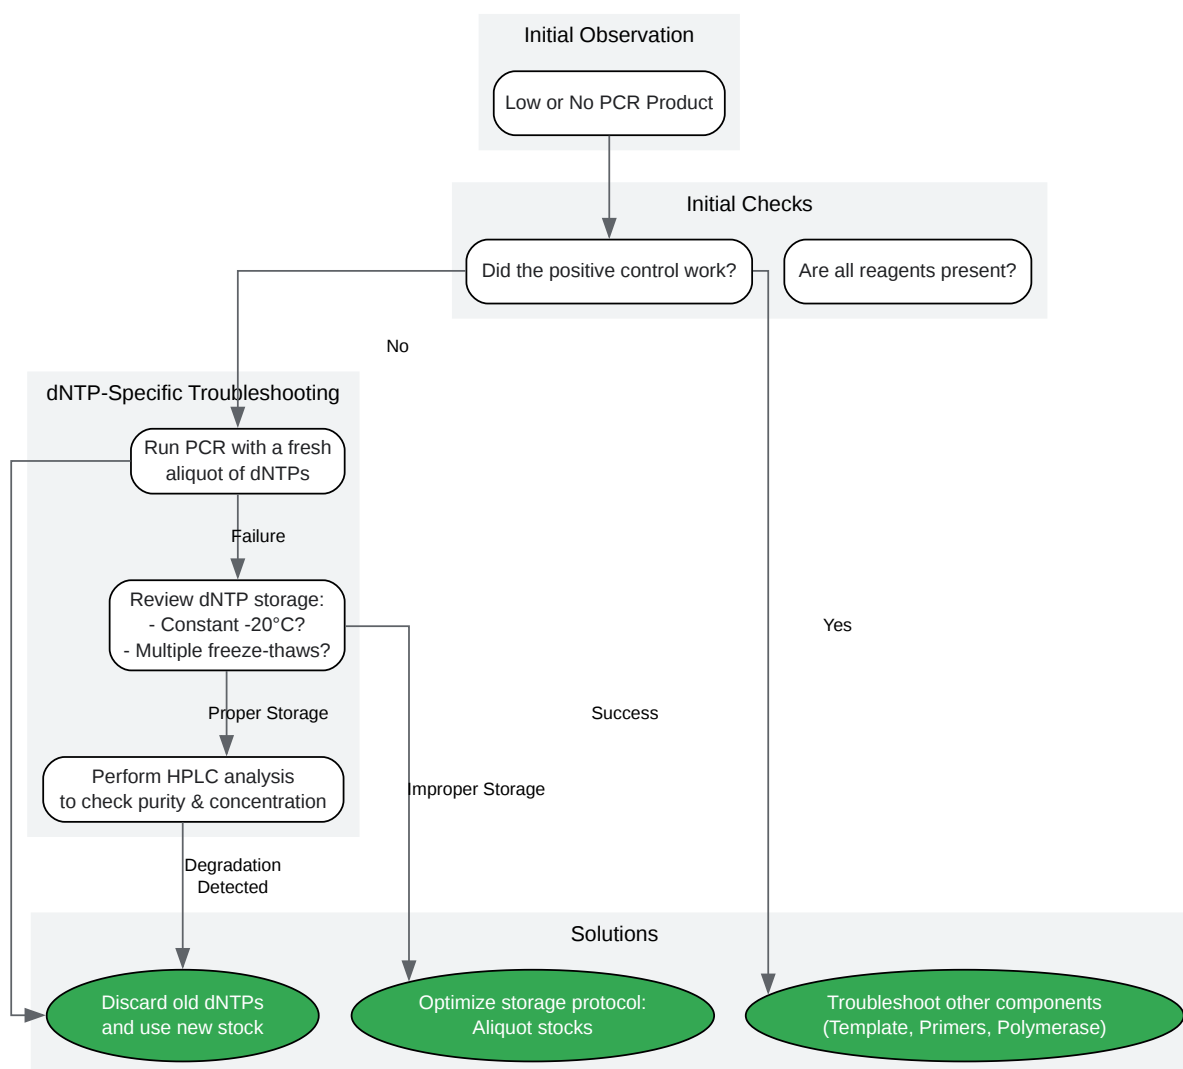 Initial Observation
Low or No PCR Product
Initial Checks
Did the positive control work?
Are all reagents present?
No
dNTP-Specific Troubleshooting
Run PCR with a fresh
aliquot of dNTPs
Failure
Review dNTP storage:
- Constant -20°C?
- Multiple freeze-thaws?
Yes
Proper Storage
Success
Perform HPLC analysis
to check purity & concentration
Improper Storage
Degradation
Detected
Solutions
Discard old dNTPs
and use new stock
Optimize storage protocol:
Aliquot stocks
Troubleshoot other components
(Template, Primers, Polymerase)